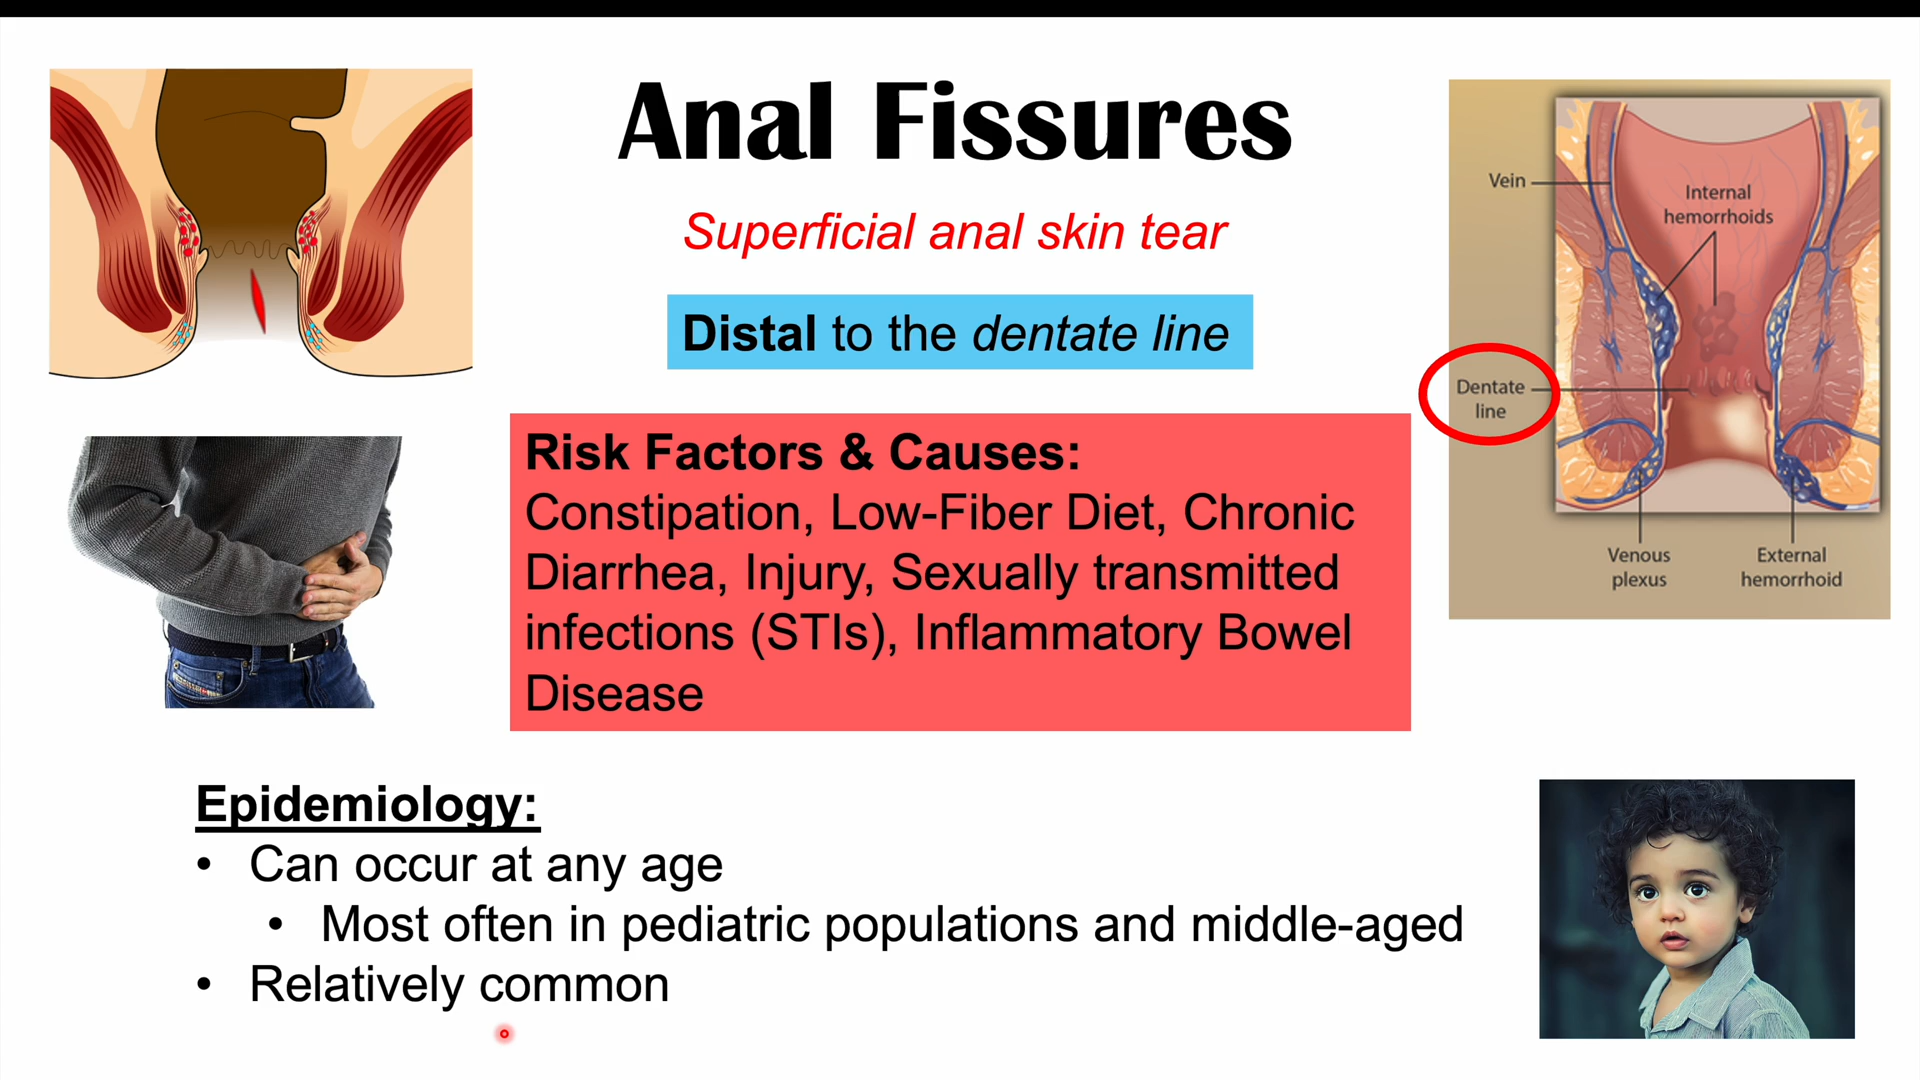 Anal Fissures
Superficial anal skin tear
Distal to the dentate line
Risk Factors & Causes:
Constipation, Low-Fiber Diet, Chronic
Diarrhea, Injury, Sexually transmitted
infections (STIs), Inflammatory Bowel
Disease
Vein
Internal
hemorrhoids
Dentate
line
Venous
plexus
External
hemorrhoid
Epidemiology:
• Can occur at any age
• Most often in pediatric populations and middle-aged
• Relatively common